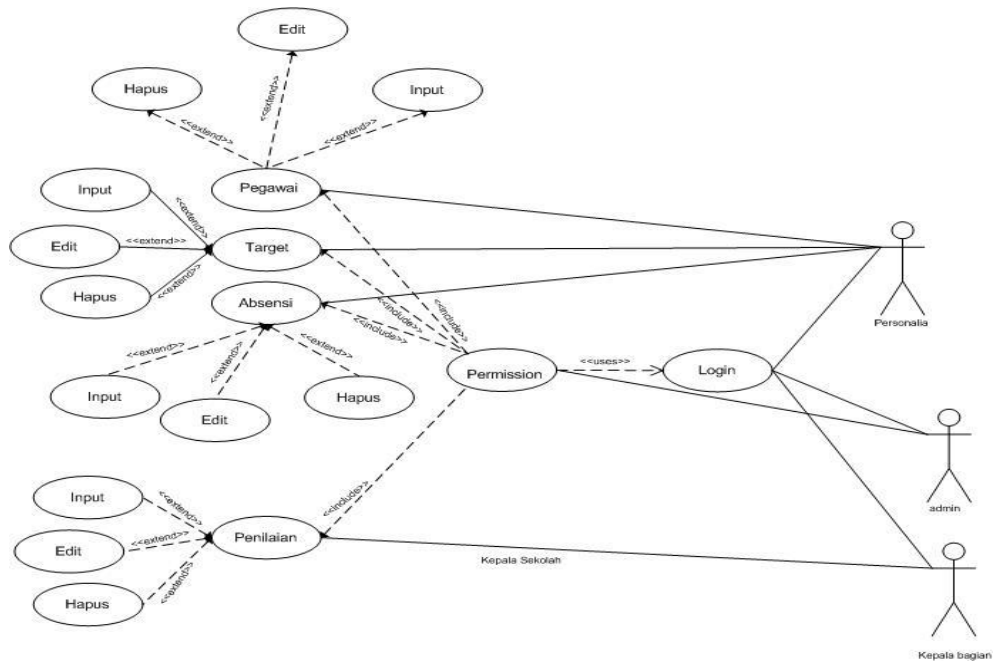 Edit
Hapus
Input
<<extend>>
<<extend>>
<<extend>>
Input
Pegawai
<<extend>>
Edit
<<extend>>
Target
Hapus
<<extend>>
Absensi
Personalia
<<include>>
<<include>>
<<include>>
<<extend>>
<<extend>>
<<extend>>
Permission
<<uses>>
Login
Input
Edit
Hapus
admin
Input
<<extend>>
<<include>>
Edit
<<extend>>
Penilaian
Hapus
<<extend>>
Kepala Sekolah
Kepala bagian